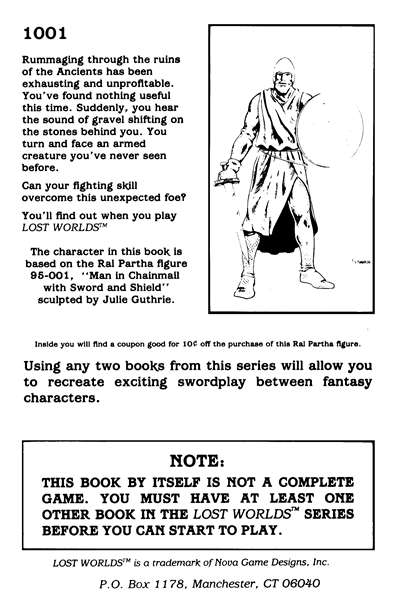 1001
Rummaging through the ruins
of the Ancients has been
exhausting and unprofitable.
You've found nothing useful
this time. Suddenly, you hear
the sound of gravel shifting on
the stones behind you. You
turn and face an armed
creature you've never seen
before.
Can your fighting skill
overcome this unexpected foe?
You'll find out when you play
LOST WORLDS™
The character in this book is
based on the Ral Partha figure
95-001, "Man in Chainmail
with Sword and Shield"
sculpted by Julie Guthrie.
Inside you will find a coupon good for 10¢ off the purchase of this Ral Partha figure.
Using any two books from this series will allow you
to recreate exciting swordplay between fantasy
characters.
NOTE:
THIS BOOK BY ITSELF IS NOT A COMPLETE
GAME. YOU MUST HAVE AT LEAST ONE
OTHER BOOK IN THE LOST WORLDS™ SERIES
BEFORE YOU CAN START TO PLAY.
LOST WORLDS™ is a trademark of Nova Game Designs, Inc.
P.O. Box 1178, Manchester, CT 06040